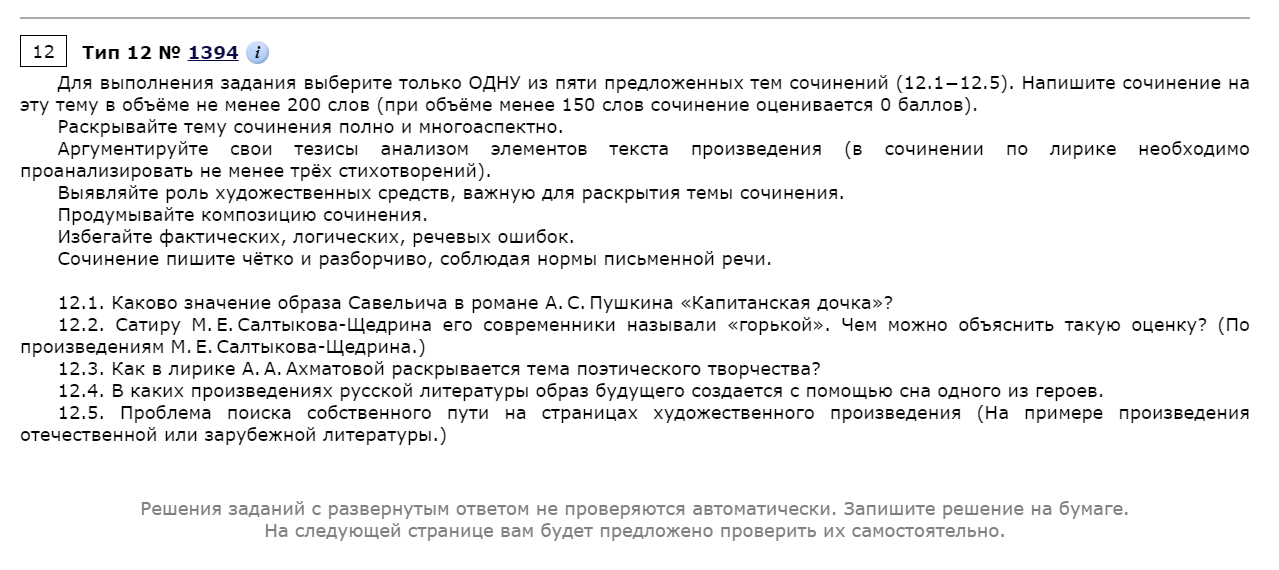 12 Тип 12 № 1394 i
Для выполнения задания выберите только ОДНУ из пяти предложенных тем сочинений (12.1−12.5). Напишите сочинение на
эту тему в объёме не менее 200 слов (при объёме менее 150 слов сочинение оценивается 0 баллов).
Раскрывайте тему сочинения полно и многоаспектно.
Аргументируйте свои тезисы анализом элементов текста произведения (в сочинении по лирике необходимо
проанализировать не менее трёх стихотворений).
Выявляйте роль художественных средств, важную для раскрытия темы сочинения.
Продумывайте композицию сочинения.
Избегайте фактических, логических, речевых ошибок.
Сочинение пишите чётко и разборчиво, соблюдая нормы письменной речи.
12.1. Каково значение образа Савельича в романе А. С. Пушкина «Капитанская дочка»?
12.2. Сатиру М. Е. Салтыкова-Щедрина его современники называли «горькой». Чем можно объяснить такую оценку? (По
произведениям М. Е. Салтыкова-Щедрина.)
12.3. Как в лирике А. А. Ахматовой раскрывается тема поэтического творчества?
12.4. В каких произведениях русской литературы образ будущего создается с помощью сна одного из героев.
12.5. Проблема поиска собственного пути на страницах художественного произведения (На примере произведения
отечественной или зарубежной литературы.)
Решения заданий с развернутым ответом не проверяются автоматически. Запишите решение на бумаге.
На следующей странице вам будет предложено проверить их самостоятельно.